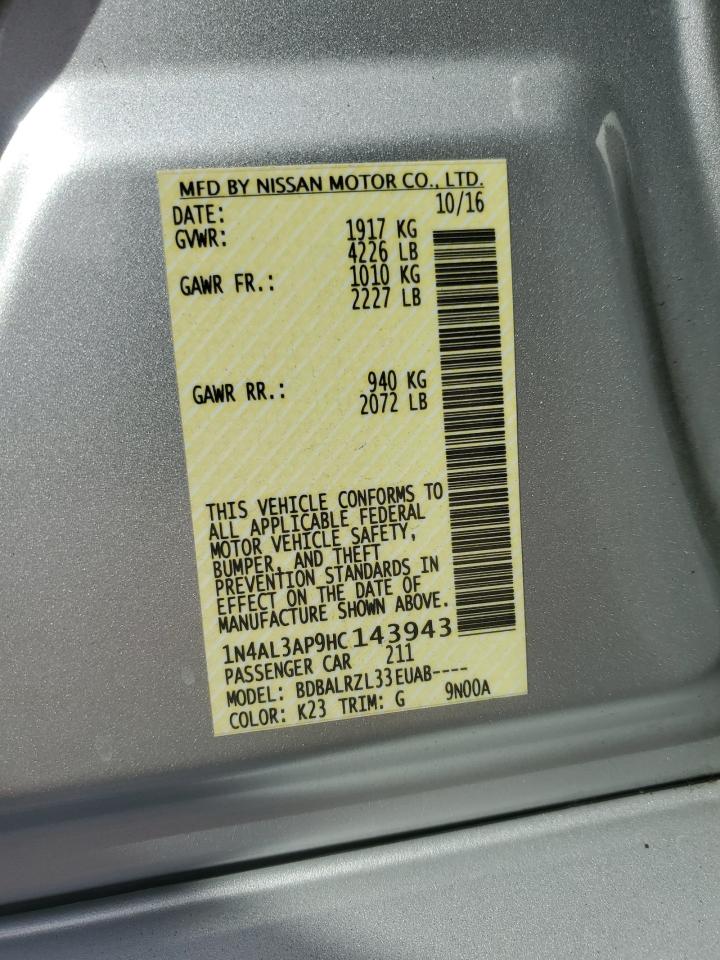 MFD BY NISSAN MOTOR CO., LTD.
DATE: 10/16
GVWR: 1917 KG
4226 LB
GAWR FR.: 1010 KG
2227 LB
GAWR RR.: 940 KG
2072 LB
THIS VEHICLE CONFORMS TO
ALL APPLICABLE FEDERAL
MOTOR VEHICLE SAFETY,
BUMPER, AND THEFT
PREVENTION STANDARDS IN
EFFECT ON THE DATE OF
MANUFACTURE SHOWN ABOVE.
1N4AL3AP9HC143943
PASSENGER CAR 211
MODEL: BDBALRZL33EUAB----
COLOR: K23 TRIM: G 9N00A